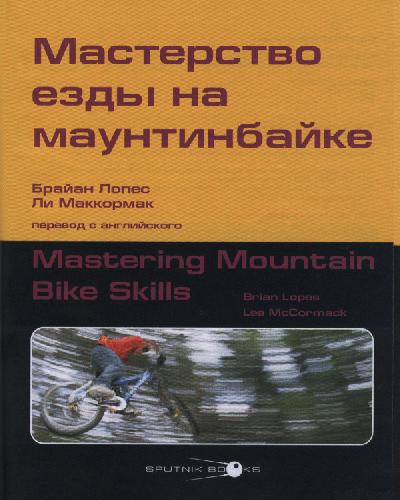 Мастерство
езды на
маунтинбайке
Брайан Лопес
Ли Маккормак
перевод с английского
Mastering Mountain
Bike Skills
Brian Lopes
Lee McCormack
SPUTNIK BOOKS